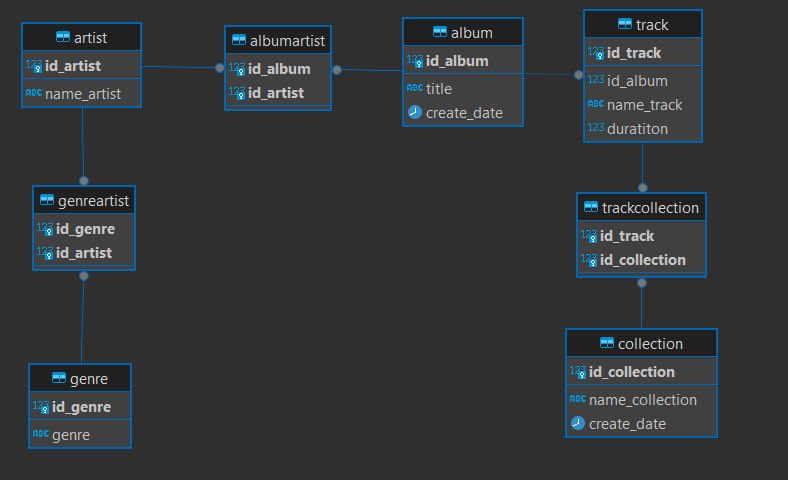 artist
123 id_artist
ABC name_artist
albumartist
123 id_album
123 id_artist
album
123 id_album
ABC title
create_date
track
123 id_track
123 id_album
ABC name_track
123 duratiton
genreartist
123 id_genre
123 id_artist
trackcollection
123 id_track
123 id_collection
genre
123 id_genre
ABC genre
collection
123 id_collection
ABC name_collection
create_date